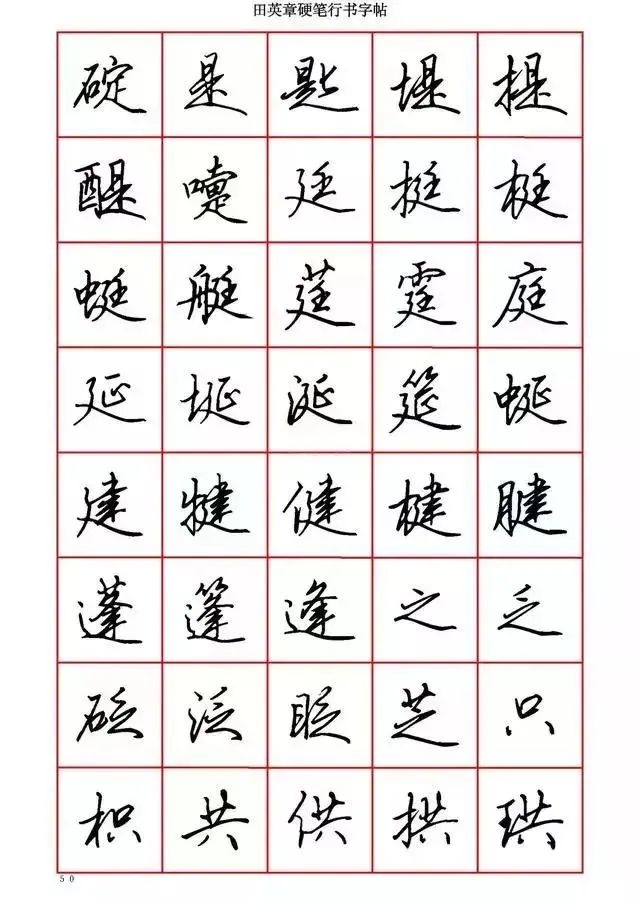 田英章硬笔行书字帖
碇是匙堤提
醍嚏廷挺梃
蜓艇莛霆庭
延埏涎筵蜒
建犍健楗腱
蓬篷逢之乏
砭泛眨芝只
枳共供拱珙
50